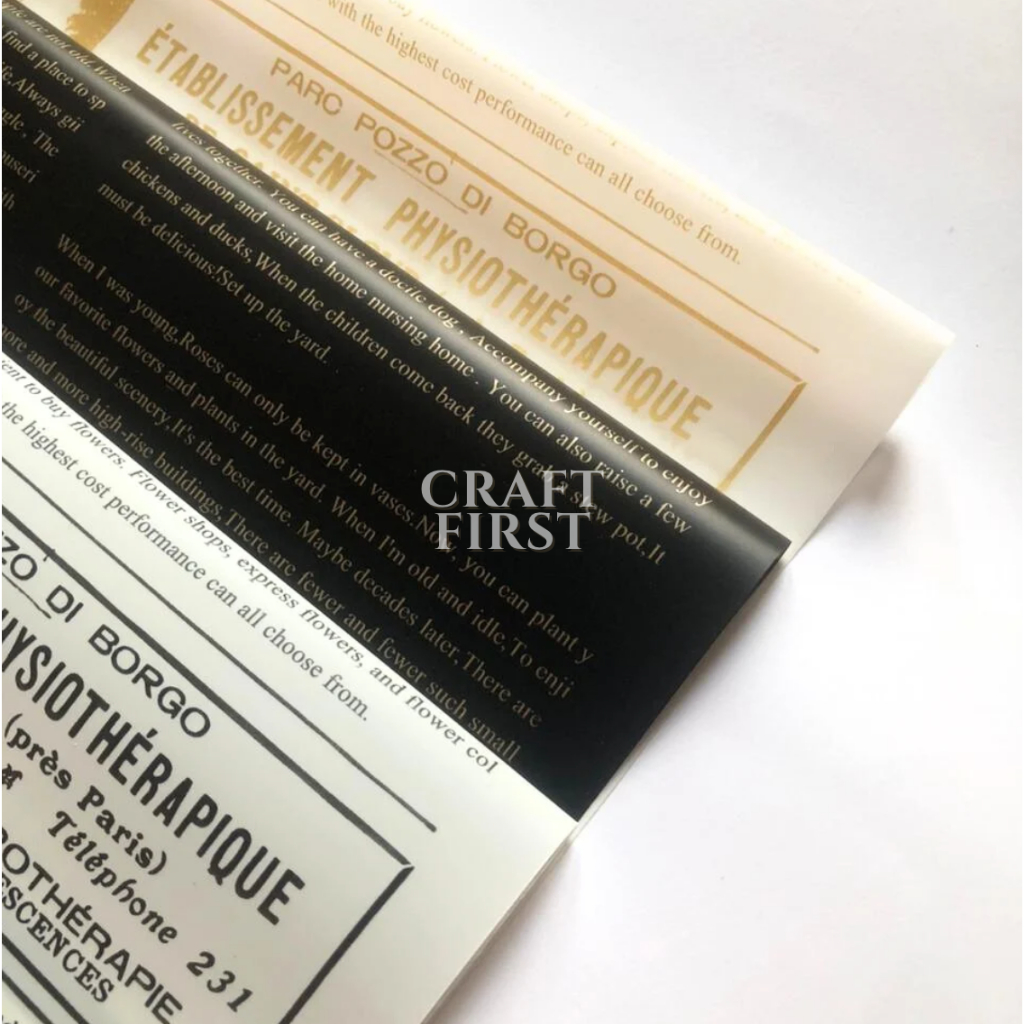 with the highest cost performance can all choose from.
PARC POZZO DI BORGO
ÉTABLISSEMENT PHYSIOTHÉRAPIQUE
find a place to sp
fe,Always gii
ggle, The
lives together. You can have a docile dog, Accompany yourself to enjoy
the afternoon and visit the home nursing home . You can also raise a few
chickens and ducks.When the children come back they grab a stew pot,It
must be delicious!Set up the yard.
When I was young,Roses can only be kept in vases.Now, you can plant y
our favorite flowers and plants in the yard. When I'm old and idle,To enji
oy the beautiful scenery.It's the best time. Maybe decades later,There are
more and more high-rise buildings,There are fewer and fewer such small
CRAFT
FIRST
to buy flowers. Flower shops, express flowers, and flower col
the highest cost performance can all choose from.
DI BORGO
PHYSIOTHÉRAPIQUE
(près Paris)
Téléphone 231